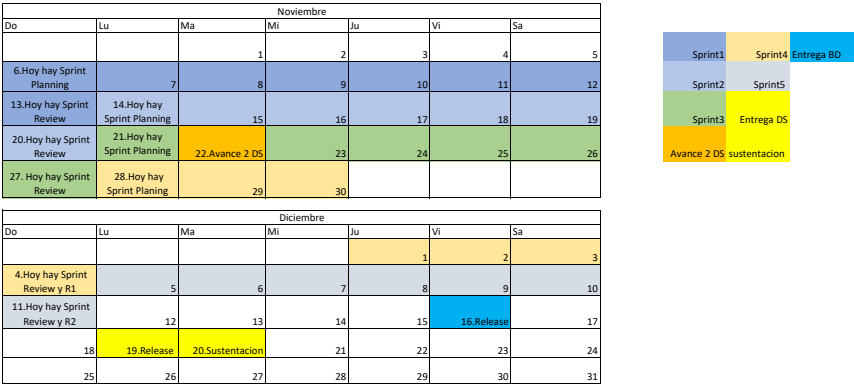 Noviembre
Do Lu Ma Mi Ju Vi Sa
1 2 3 4 5
6.Hoy hay Sprint
Planning 7 8 9 10 11 12
13.Hoy hay Sprint 14.Hoy hay
Review Sprint Planning 15 16 17 18 19
20.Hoy hay Sprint 21.Hoy hay
Review Sprint Planning 22.Avance 2 DS 23 24 25 26
27. Hoy hay Sprint 28.Hoy hay
Review Sprint Planing 29 30
Sprint1 Sprint4 Entrega BD
Sprint2 Sprint5
Sprint3 Entrega DS
Avance 2 DS sustentacion
Diciembre
Do Lu Ma Mi Ju Vi Sa
1 2 3
4.Hoy hay Sprint
Review y R1 5 6 7 8 9 10
11.Hoy hay Sprint
Review y R2 12 13 14 15 16.Release 17
18 19.Release 20.Sustentacion 21 22 23 24
25 26 27 28 29 30 31